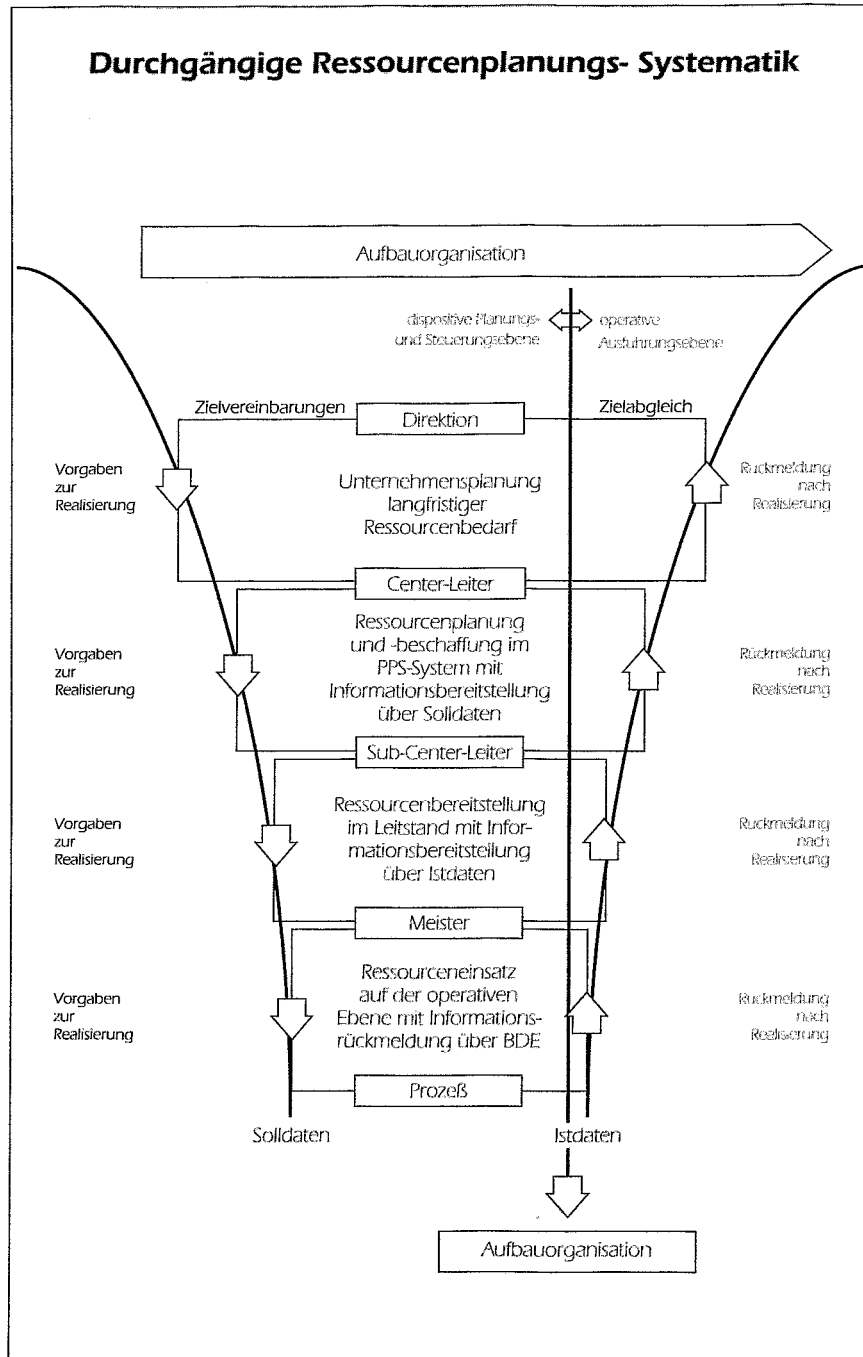 Durchgängige Ressourcenplanungs- Systematik
Aufbauorganisation
dispositive Planungs-
und Steuerungsebene
operative
Ausführungsebene
Zielvereinbarungen
Direktion
Zielabgleich
Vorgaben
zur
Realisierung
Unternehmensplanung
langfristiger
Ressourcenbedarf
Rückmeldung
nach
Realisierung
Center-Leiter
Vorgaben
zur
Realisierung
Ressourcenplanung
und -beschaffung im
PPS-System mit
Informationsbereitstellung
über Solldaten
Rückmeldung
nach
Realisierung
Sub-Center-Leiter
Vorgaben
zur
Realisierung
Ressourcenbereitstellung
im Leitstand mit Infor-
mationsbereitstellung
über Istdaten
Rückmeldung
nach
Realisierung
Meister
Vorgaben
zur
Realisierung
Ressourceneinsatz
auf der operativen
Ebene mit Informations-
rückmeldung über BDE
Rückmeldung
nach
Realisierung
Prozeß
Solldaten
Istdaten
Aufbauorganisation